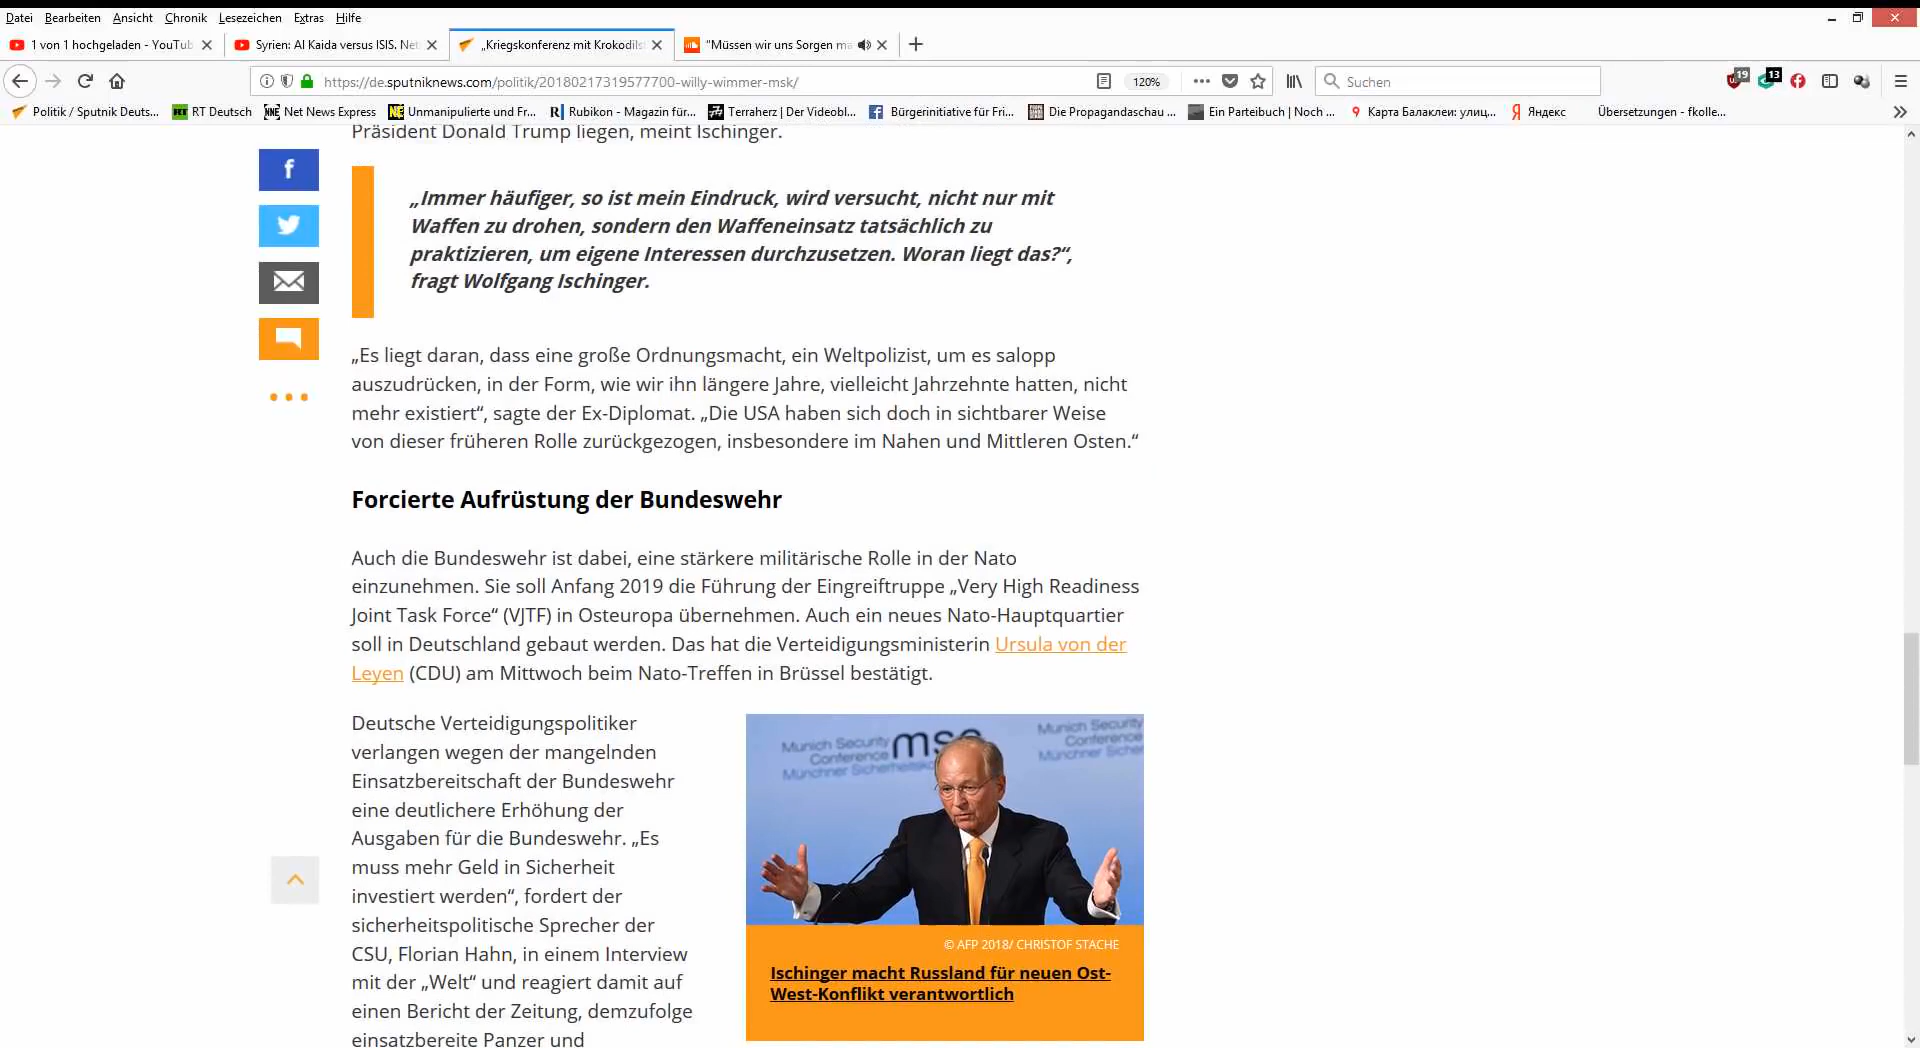 Datei Bearbeiten Ansicht Chronik Lesezeichen Extras Hilfe
1 von 1 hochgeladen - YouTub
Syrien: Al Kaida versus ISIS. Net
„Kriegskonferenz mit Krokodilst
"Müssen wir uns Sorgen ma
https://de.sputniknews.com/politik/20180217319577700-willy-wimmer-msk/
120%
Suchen
19
13
Politik / Sputnik Deuts...
RT Deutsch
Net News Express
Unmanipulierte und Fr...
Rubikon - Magazin für...
Terraherz | Der Videobl...
Bürgerinitiative für Fri...
Die Propagandaschau ...
Ein Parteibuch | Noch ...
Карта Балаклеи: улиц...
Яндекс
Übersetzungen - fkolle...
Präsident Donald Trump liegen, meint Ischinger.
„Immer häufiger, so ist mein Eindruck, wird versucht, nicht nur mit
Waffen zu drohen, sondern den Waffeneinsatz tatsächlich zu
praktizieren, um eigene Interessen durchzusetzen. Woran liegt das?“,
fragt Wolfgang Ischinger.
„Es liegt daran, dass eine große Ordnungsmacht, ein Weltpolizist, um es salopp
auszudrücken, in der Form, wie wir ihn längere Jahre, vielleicht Jahrzehnte hatten, nicht
mehr existiert“, sagte der Ex-Diplomat. „Die USA haben sich doch in sichtbarer Weise
von dieser früheren Rolle zurückgezogen, insbesondere im Nahen und Mittleren Osten.“
Forcierte Aufrüstung der Bundeswehr
Auch die Bundeswehr ist dabei, eine stärkere militärische Rolle in der Nato
einzunehmen. Sie soll Anfang 2019 die Führung der Eingreiftruppe „Very High Readiness
Joint Task Force“ (VJTF) in Osteuropa übernehmen. Auch ein neues Nato-Hauptquartier
soll in Deutschland gebaut werden. Das hat die Verteidigungsministerin Ursula von der
Leyen (CDU) am Mittwoch beim Nato-Treffen in Brüssel bestätigt.
Deutsche Verteidigungspolitiker
verlangen wegen der mangelnden
Einsatzbereitschaft der Bundeswehr
eine deutlichere Erhöhung der
Ausgaben für die Bundeswehr. „Es
muss mehr Geld in Sicherheit
investiert werden“, fordert der
sicherheitspolitische Sprecher der
CSU, Florian Hahn, in einem Interview
mit der „Welt“ und reagiert damit auf
einen Bericht der Zeitung, demzufolge
einsatzbereite Panzer und
Munich Security
Conference
msc
Munich Security
Conference
© AFP 2018/ CHRISTOF STACHE
Ischinger macht Russland für neuen Ost-
West-Konflikt verantwortlich